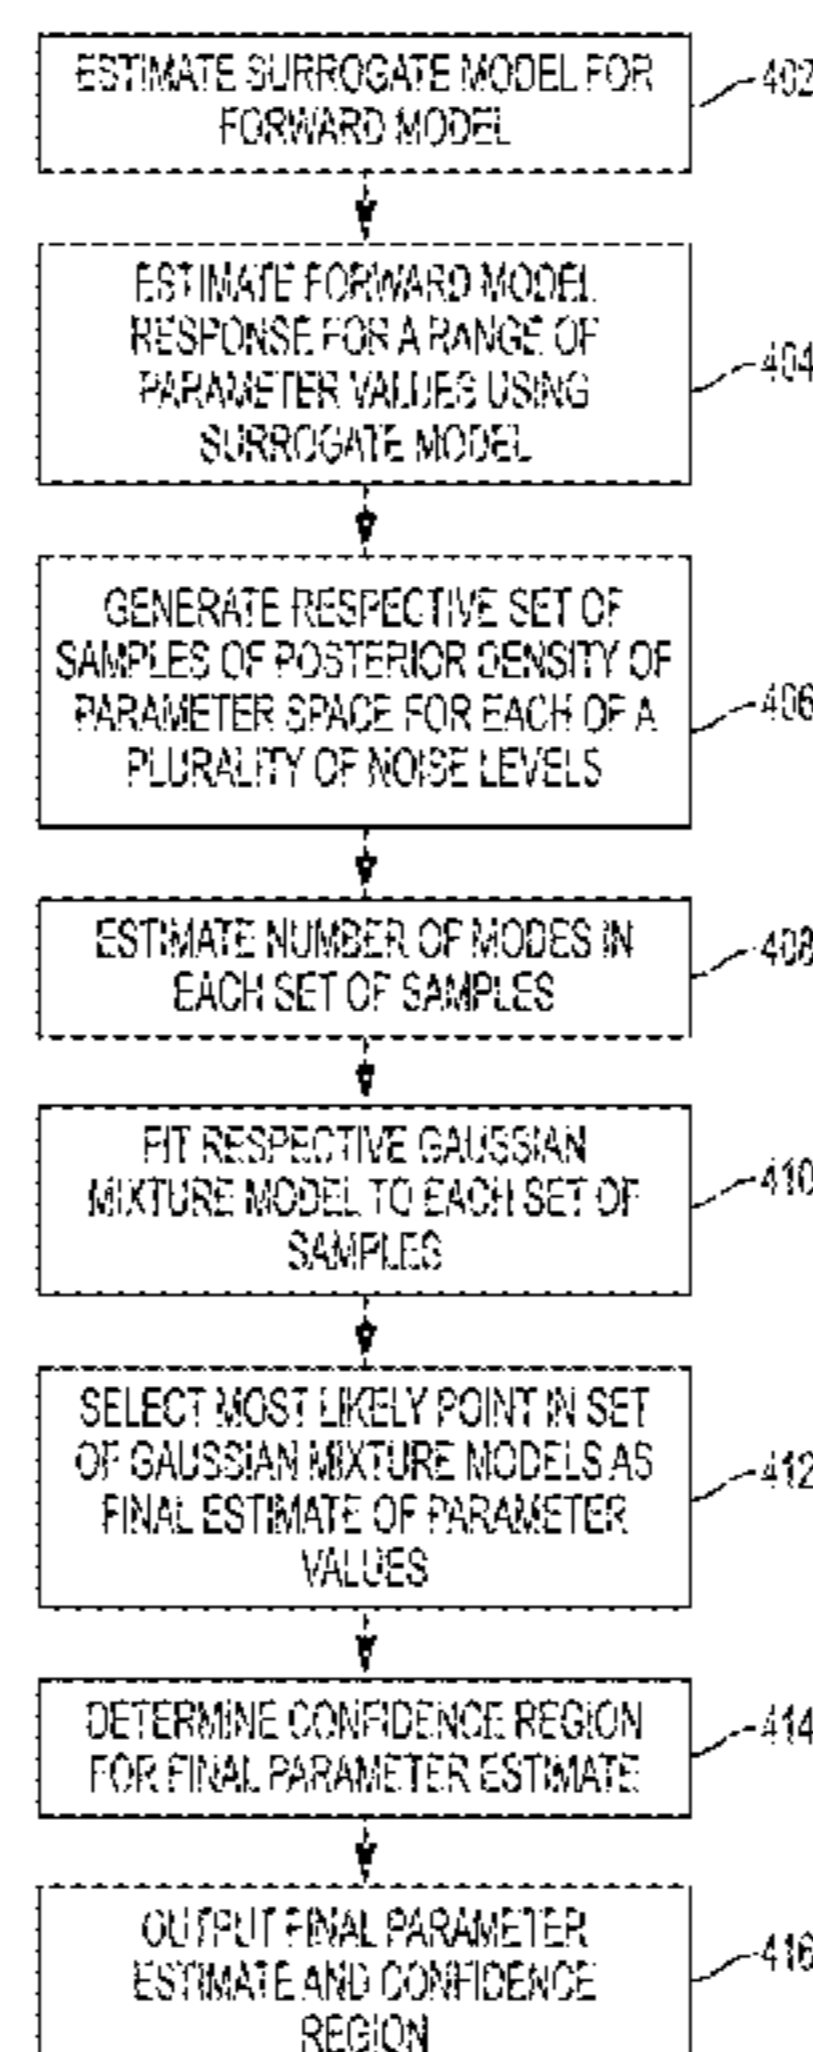 ESTIMATE SURROGATE MODEL FOR
FORWARD MODEL
402
ESTIMATE FORWARD MODEL
RESPONSE FOR A RANGE OF
PARAMETER VALUES USING
SURROGATE MODEL
404
GENERATE RESPECTIVE SET OF
SAMPLES OF POSTERIOR DENSITY OF
PARAMETER SPACE FOR EACH OF A
PLURALITY OF NOISE LEVELS
406
ESTIMATE NUMBER OF MODES IN
EACH SET OF SAMPLES
408
FIT RESPECTIVE GAUSSIAN
MIXTURE MODEL TO EACH SET OF
SAMPLES
410
SELECT MOST LIKELY POINT IN SET
OF GAUSSIAN MIXTURE MODELS AS
FINAL ESTIMATE OF PARAMETER
VALUES
412
DETERMINE CONFIDENCE REGION
FOR FINAL PARAMETER ESTIMATE
414
OUTPUT FINAL PARAMETER
ESTIMATE AND CONFIDENCE
REGION
416